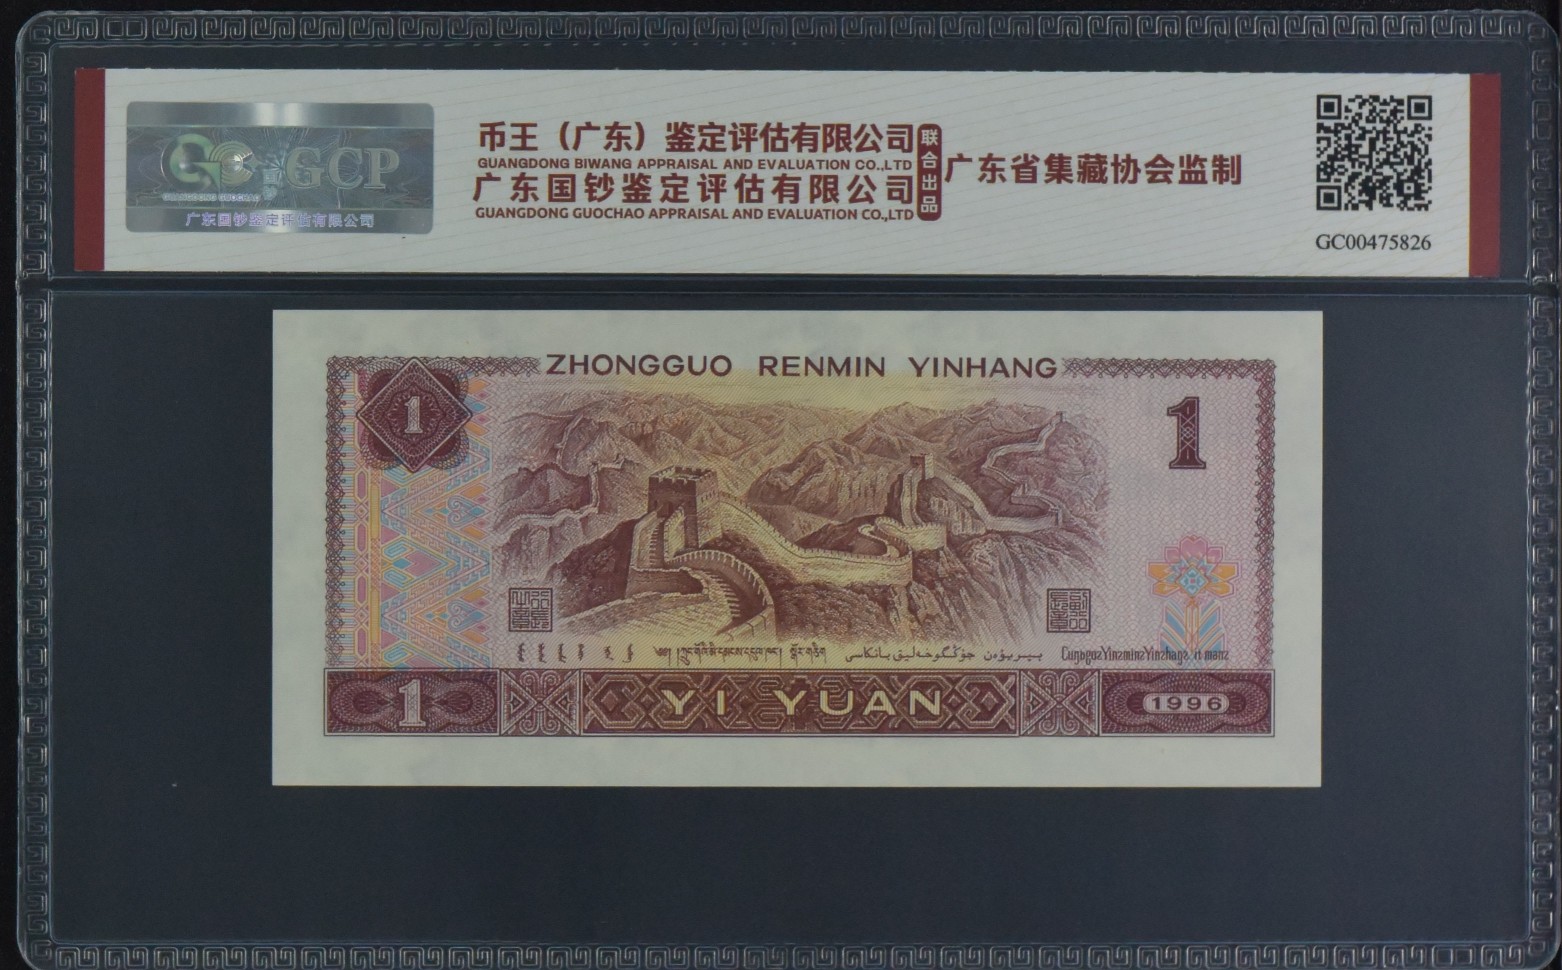 GCP
GUANGDONG GUOCHAO
广东国钞鉴定评估有限公司
币王（广东）鉴定评估有限公司
GUANGDONG BIWANG APPRAISAL AND EVALUATION CO.,LTD
广东国钞鉴定评估有限公司
GUANGDONG GUOCHAO APPRAISAL AND EVALUATION CO.,LTD
联合出品
广东省集藏协会监制
GC00475826
ZHONGGUO RENMIN YINHANG
1
1
1
YI YUAN
1996